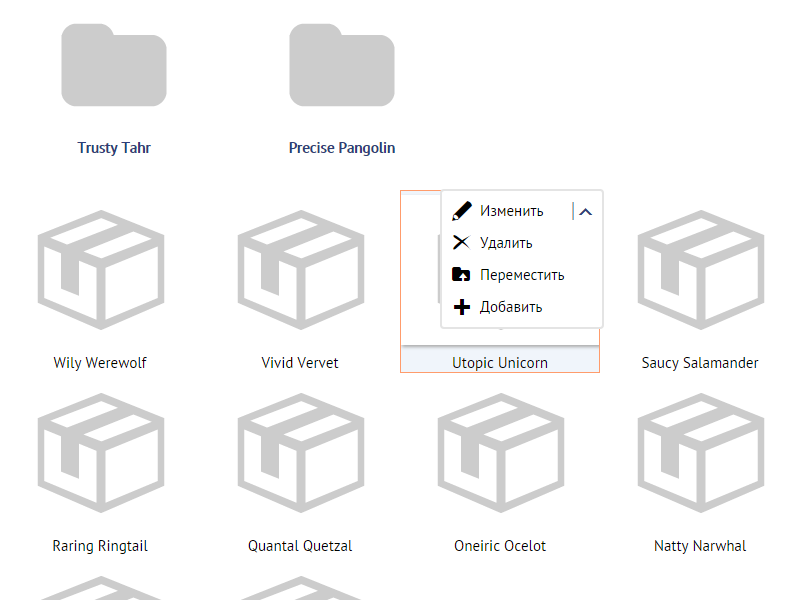 Trusty Tahr
Precise Pangolin
Изменить
Удалить
Переместить
Добавить
Wily Werewolf
Vivid Vervet
Utopic Unicorn
Saucy Salamander
Raring Ringtail
Quantal Quetzal
Oneiric Ocelot
Natty Narwhal